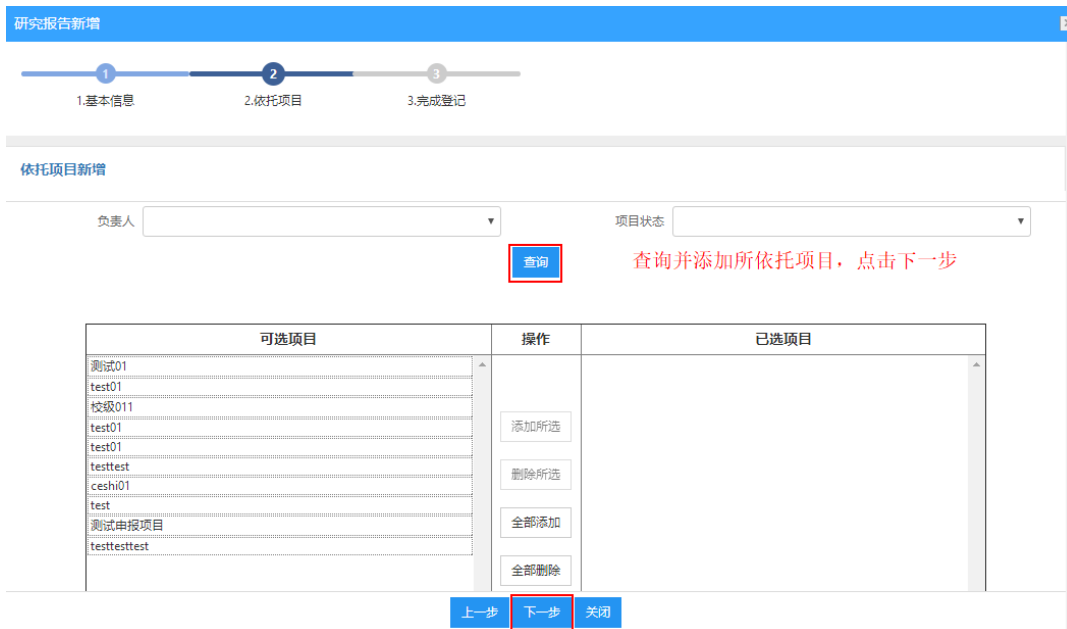 研究报告新增
1 2 3
1.基本信息 2.依托项目 3.完成登记
依托项目新增
负责人 项目状态
查询 查询并添加所依托项目，点击下一步
可选项目 操作 已选项目
测试01
test01
校级011
test01
添加所选
test01
testtest
删除所选
ceshi01
test
测试申报项目
全部添加
testtesttest
全部删除
上一步 下一步 关闭